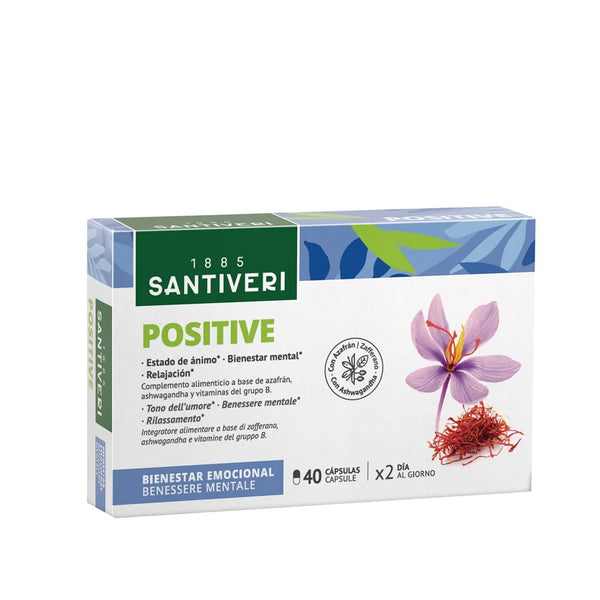 POSITIVE
1885
SANTIVERI
POSITIVE
· Estado de ánimo* · Bienestar mental*
· Relajación*
Complemento alimenticio a base de azafrán,
ashwagandha y vitaminas del grupo B.
· Tono dell'umore* · Benessere mentale*
· Rilassamento*
Integratore alimentare a base di zafferano,
ashwagandha e vitamine del gruppo B.
Con Azafrán | Zafferano
Con Ashwagandha
BIENESTAR EMOCIONAL
BENESSERE MENTALE
40 CÁPSULAS
CAPSULE
x2 DÍA
AL GIORNO
SANTIVERI
POSITIVE